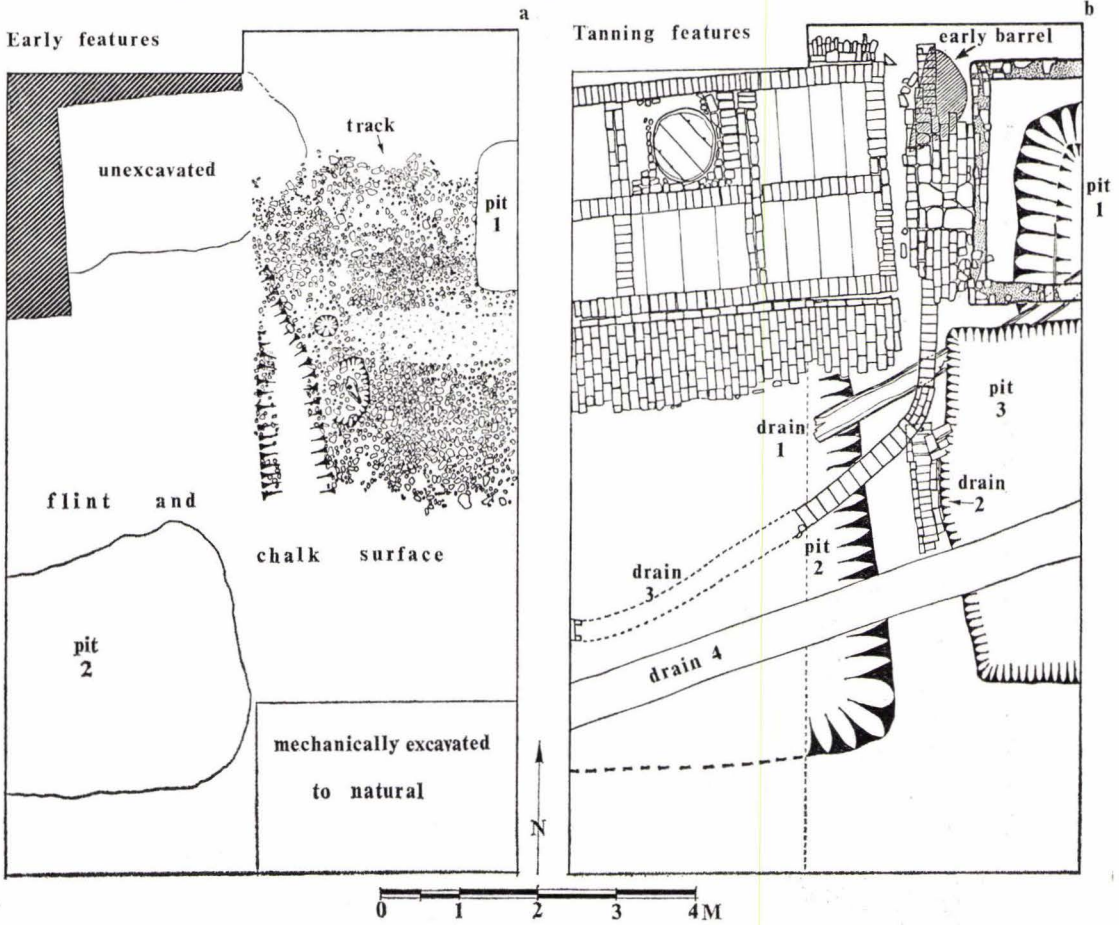 a
Early features
unexcavated
track
pit
1
flint and
chalk surface
pit
2
mechanically excavated
to natural
b
Tanning features
early barrel
pit
1
pit
3
drain
1
drain
2
pit
2
drain
3
drain 4
N
0 1 2 3 4M